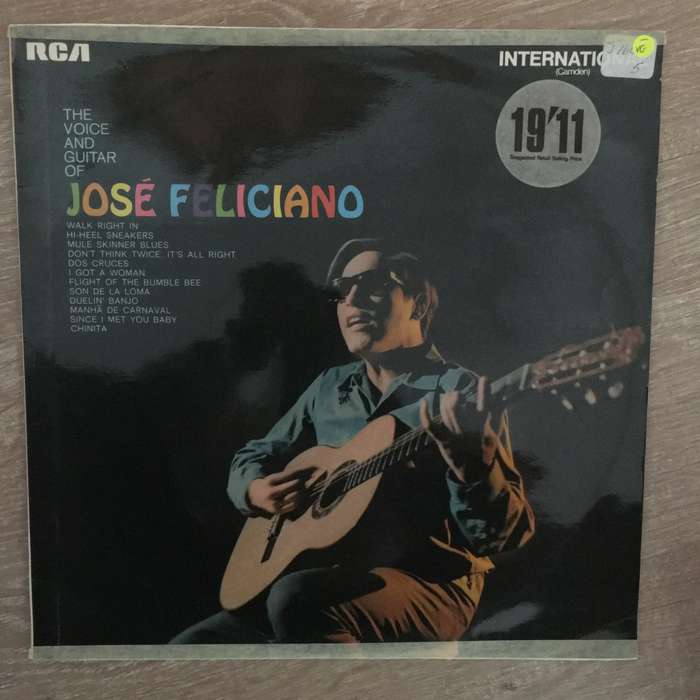 RCA
INTERNATIONAL
(Camden)
19'11
Suggested Retail Selling Price
THE
VOICE
AND
GUITAR
OF
JOSÉ FELICIANO
WALK RIGHT IN
HI-HEEL SNEAKERS
MULE SKINNER BLUES
DON'T THINK TWICE, IT'S ALL RIGHT
DOS CRUCES
I GOT A WOMAN
FLIGHT OF THE BUMBLE BEE
SON DE LA LOMA
DUELIN' BANJO
MANHÃ DE CARNAVAL
SINCE I MET YOU BABY
CHINITA